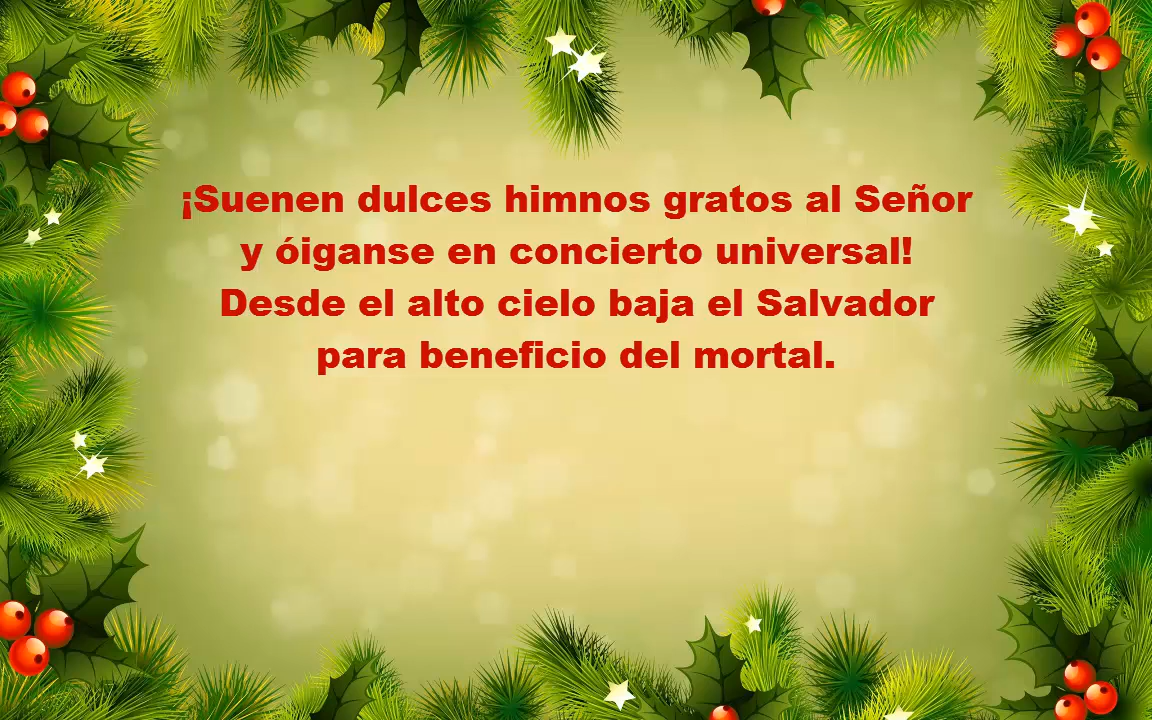 ¡Suenen dulces himnos gratos al Señor
y óiganse en concierto universal!
Desde el alto cielo baja el Salvador
para beneficio del mortal.